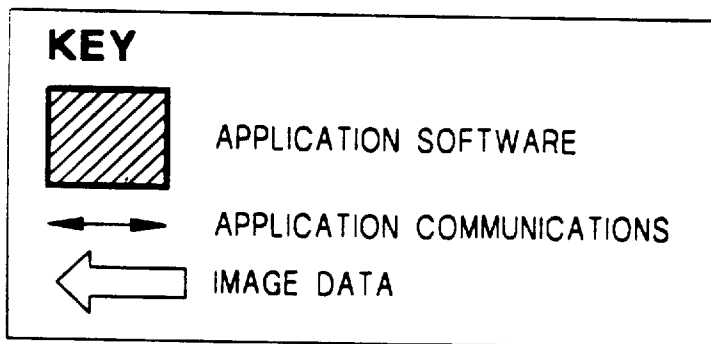 KEY
APPLICATION SOFTWARE
APPLICATION COMMUNICATIONS
IMAGE DATA